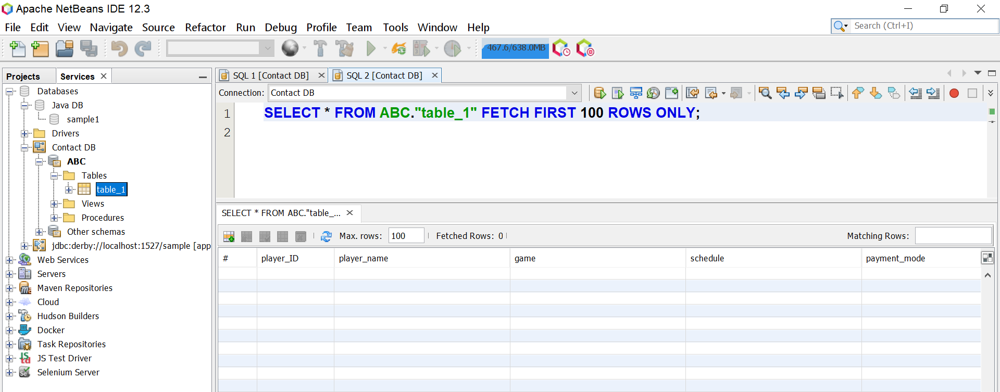 Apache NetBeans IDE 12.3
File Edit View Navigate Source Refactor Run Debug Profile Team Tools Window Help
Search (Ctrl+I)
467.6/638.0MB
Projects Services
Databases
Java DB
sample1
Drivers
Contact DB
ABC
Tables
table_1
Views
Procedures
Other schemas
jdbc:derby://localhost:1527/sample [app
Web Services
Servers
Maven Repositories
Cloud
Hudson Builders
Docker
Task Repositories
JS Test Driver
Selenium Server
SQL 1 [Contact DB] SQL 2 [Contact DB]
Connection: Contact DB
1 SELECT * FROM ABC."table_1" FETCH FIRST 100 ROWS ONLY;
2
SELECT * FROM ABC."table_...
Max. rows: 100 Fetched Rows: 0 Matching Rows:
# player_ID player_name game schedule payment_mode